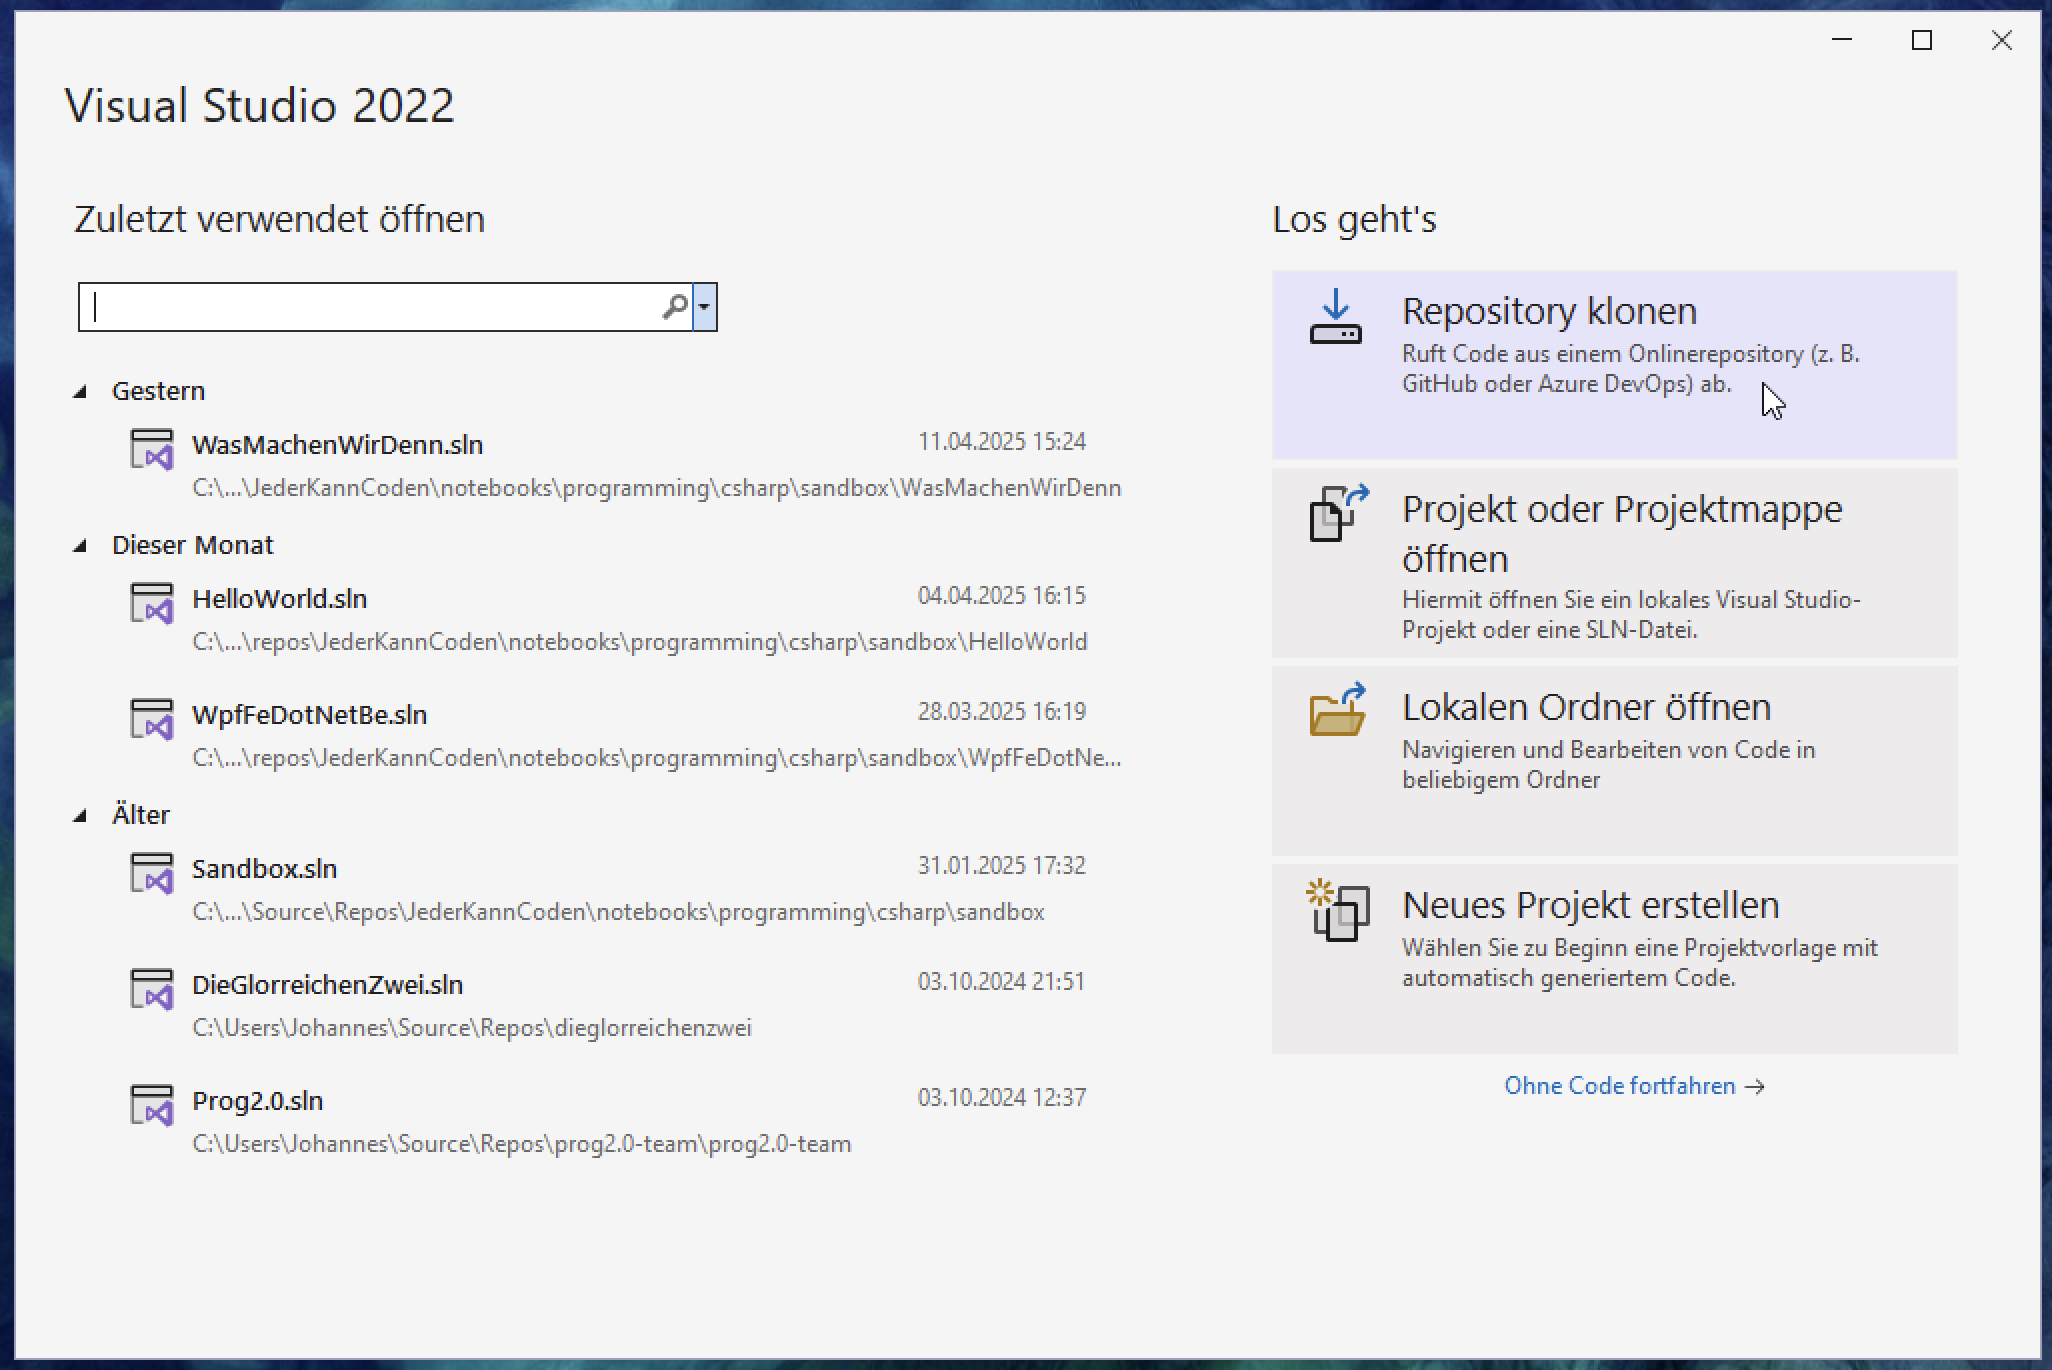 Visual Studio 2022
Zuletzt verwendet öffnen
Gestern
WasMachenWirDenn.sln 11.04.2025 15:24
C:\...\JederKannCoden\notebooks\programming\csharp\sandbox\WasMachenWirDenn
Dieser Monat
HelloWorld.sln 04.04.2025 16:15
C:\...\repos\JederKannCoden\notebooks\programming\csharp\sandbox\HelloWorld
WpfFeDotNetBe.sln 28.03.2025 16:19
C:\...\repos\JederKannCoden\notebooks\programming\csharp\sandbox\WpfFeDotNe...
Älter
Sandbox.sln 31.01.2025 17:32
C:\...\Source\Repos\JederKannCoden\notebooks\programming\csharp\sandbox
DieGlorreichenZwei.sln 03.10.2024 21:51
C:\Users\Johannes\Source\Repos\dieglorreichenzwei
Prog2.0.sln 03.10.2024 12:37
C:\Users\Johannes\Source\Repos\prog2.0-team\prog2.0-team
Los geht's
Repository klonen
Ruft Code aus einem Onlinerepository (z. B.
GitHub oder Azure DevOps) ab.
Projekt oder Projektmappe
öffnen
Hiermit öffnen Sie ein lokales Visual Studio-
Projekt oder eine SLN-Datei.
Lokalen Ordner öffnen
Navigieren und Bearbeiten von Code in
beliebigem Ordner
Neues Projekt erstellen
Wählen Sie zu Beginn eine Projektvorlage mit
automatisch generiertem Code.
Ohne Code fortfahren →